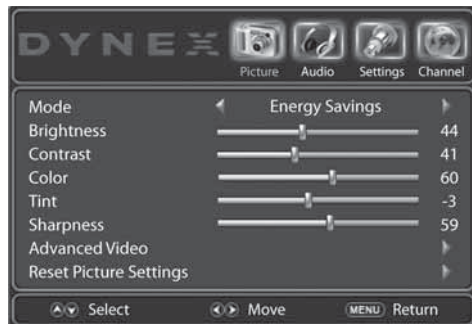 DYNEX
Picture Audio Settings Channel
Mode Energy Savings
Brightness 44
Contrast 41
Color 60
Tint -3
Sharpness 59
Advanced Video
Reset Picture Settings
Select Move MENU Return